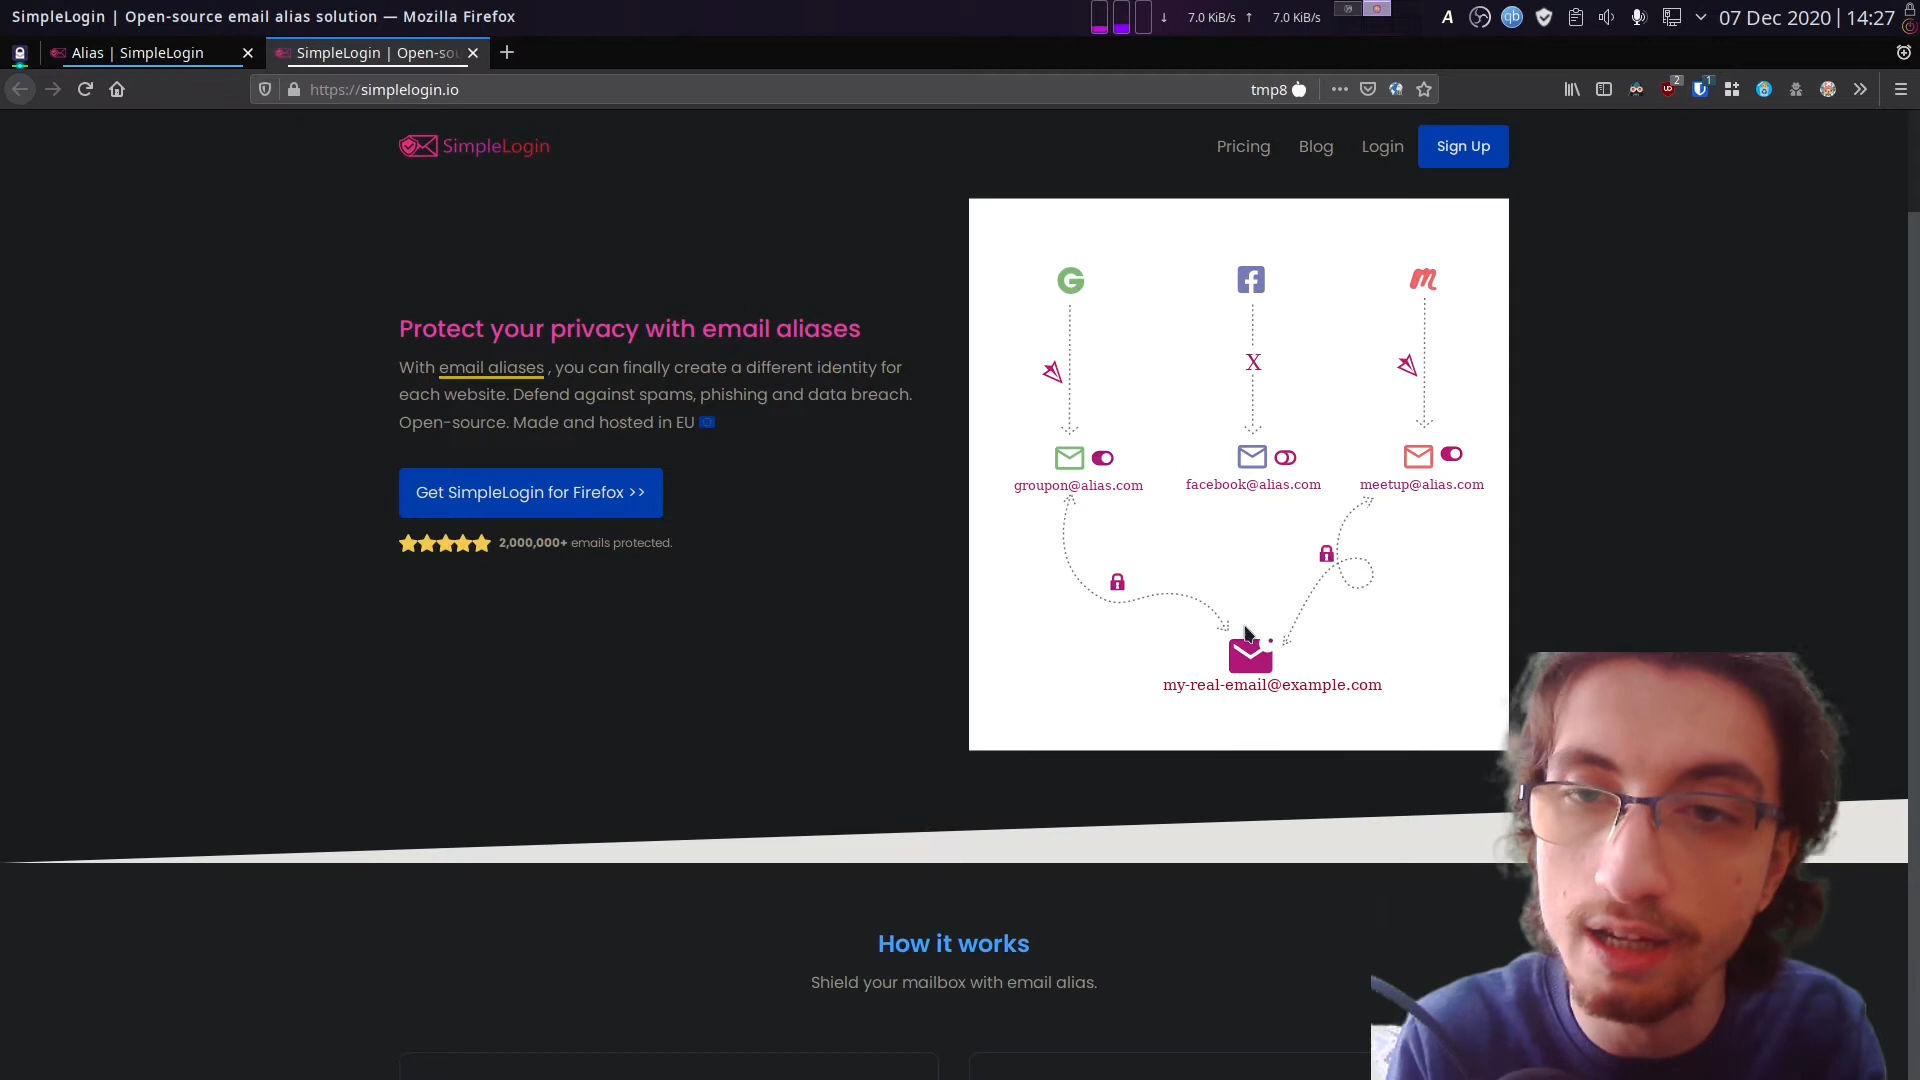 SimpleLogin | Open-source email alias solution — Mozilla Firefox
↓ 7.0 KiB/s ↑ 7.0 KiB/s
A
qb
07 Dec 2020 | 14:27
Alias | SimpleLogin
SimpleLogin | Open-sou
https://simplelogin.io
tmp8
2
1
SimpleLogin
Pricing
Blog
Login
Sign Up
Protect your privacy with email aliases
With email aliases , you can finally create a different identity for
each website. Defend against spams, phishing and data breach.
Open-source. Made and hosted in EU
Get SimpleLogin for Firefox >>
2,000,000+ emails protected.
X
groupon@alias.com
facebook@alias.com
meetup@alias.com
my-real-email@example.com
How it works
Shield your mailbox with email alias.